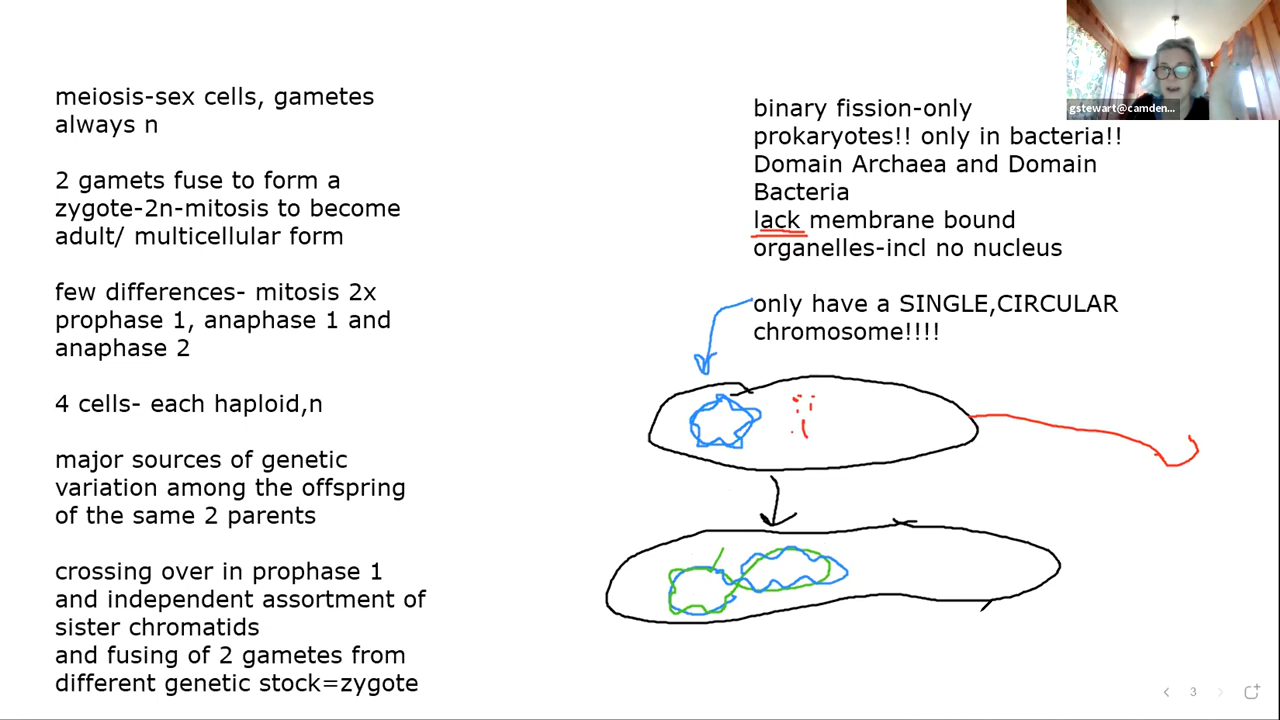 meiosis-sex cells, gametes
always n
2 gamets fuse to form a
zygote-2n-mitosis to become
adult/ multicellular form
few differences- mitosis 2x
prophase 1, anaphase 1 and
anaphase 2
4 cells- each haploid,n
major sources of genetic
variation among the offspring
of the same 2 parents
crossing over in prophase 1
and independent assortment of
sister chromatids
and fusing of 2 gametes from
different genetic stock=zygote
binary fission-only
prokaryotes!! only in bacteria!!
Domain Archaea and Domain
Bacteria
lack membrane bound
organelles-incl no nucleus
only have a SINGLE,CIRCULAR
chromosome!!!!
gstewart@camden...
3